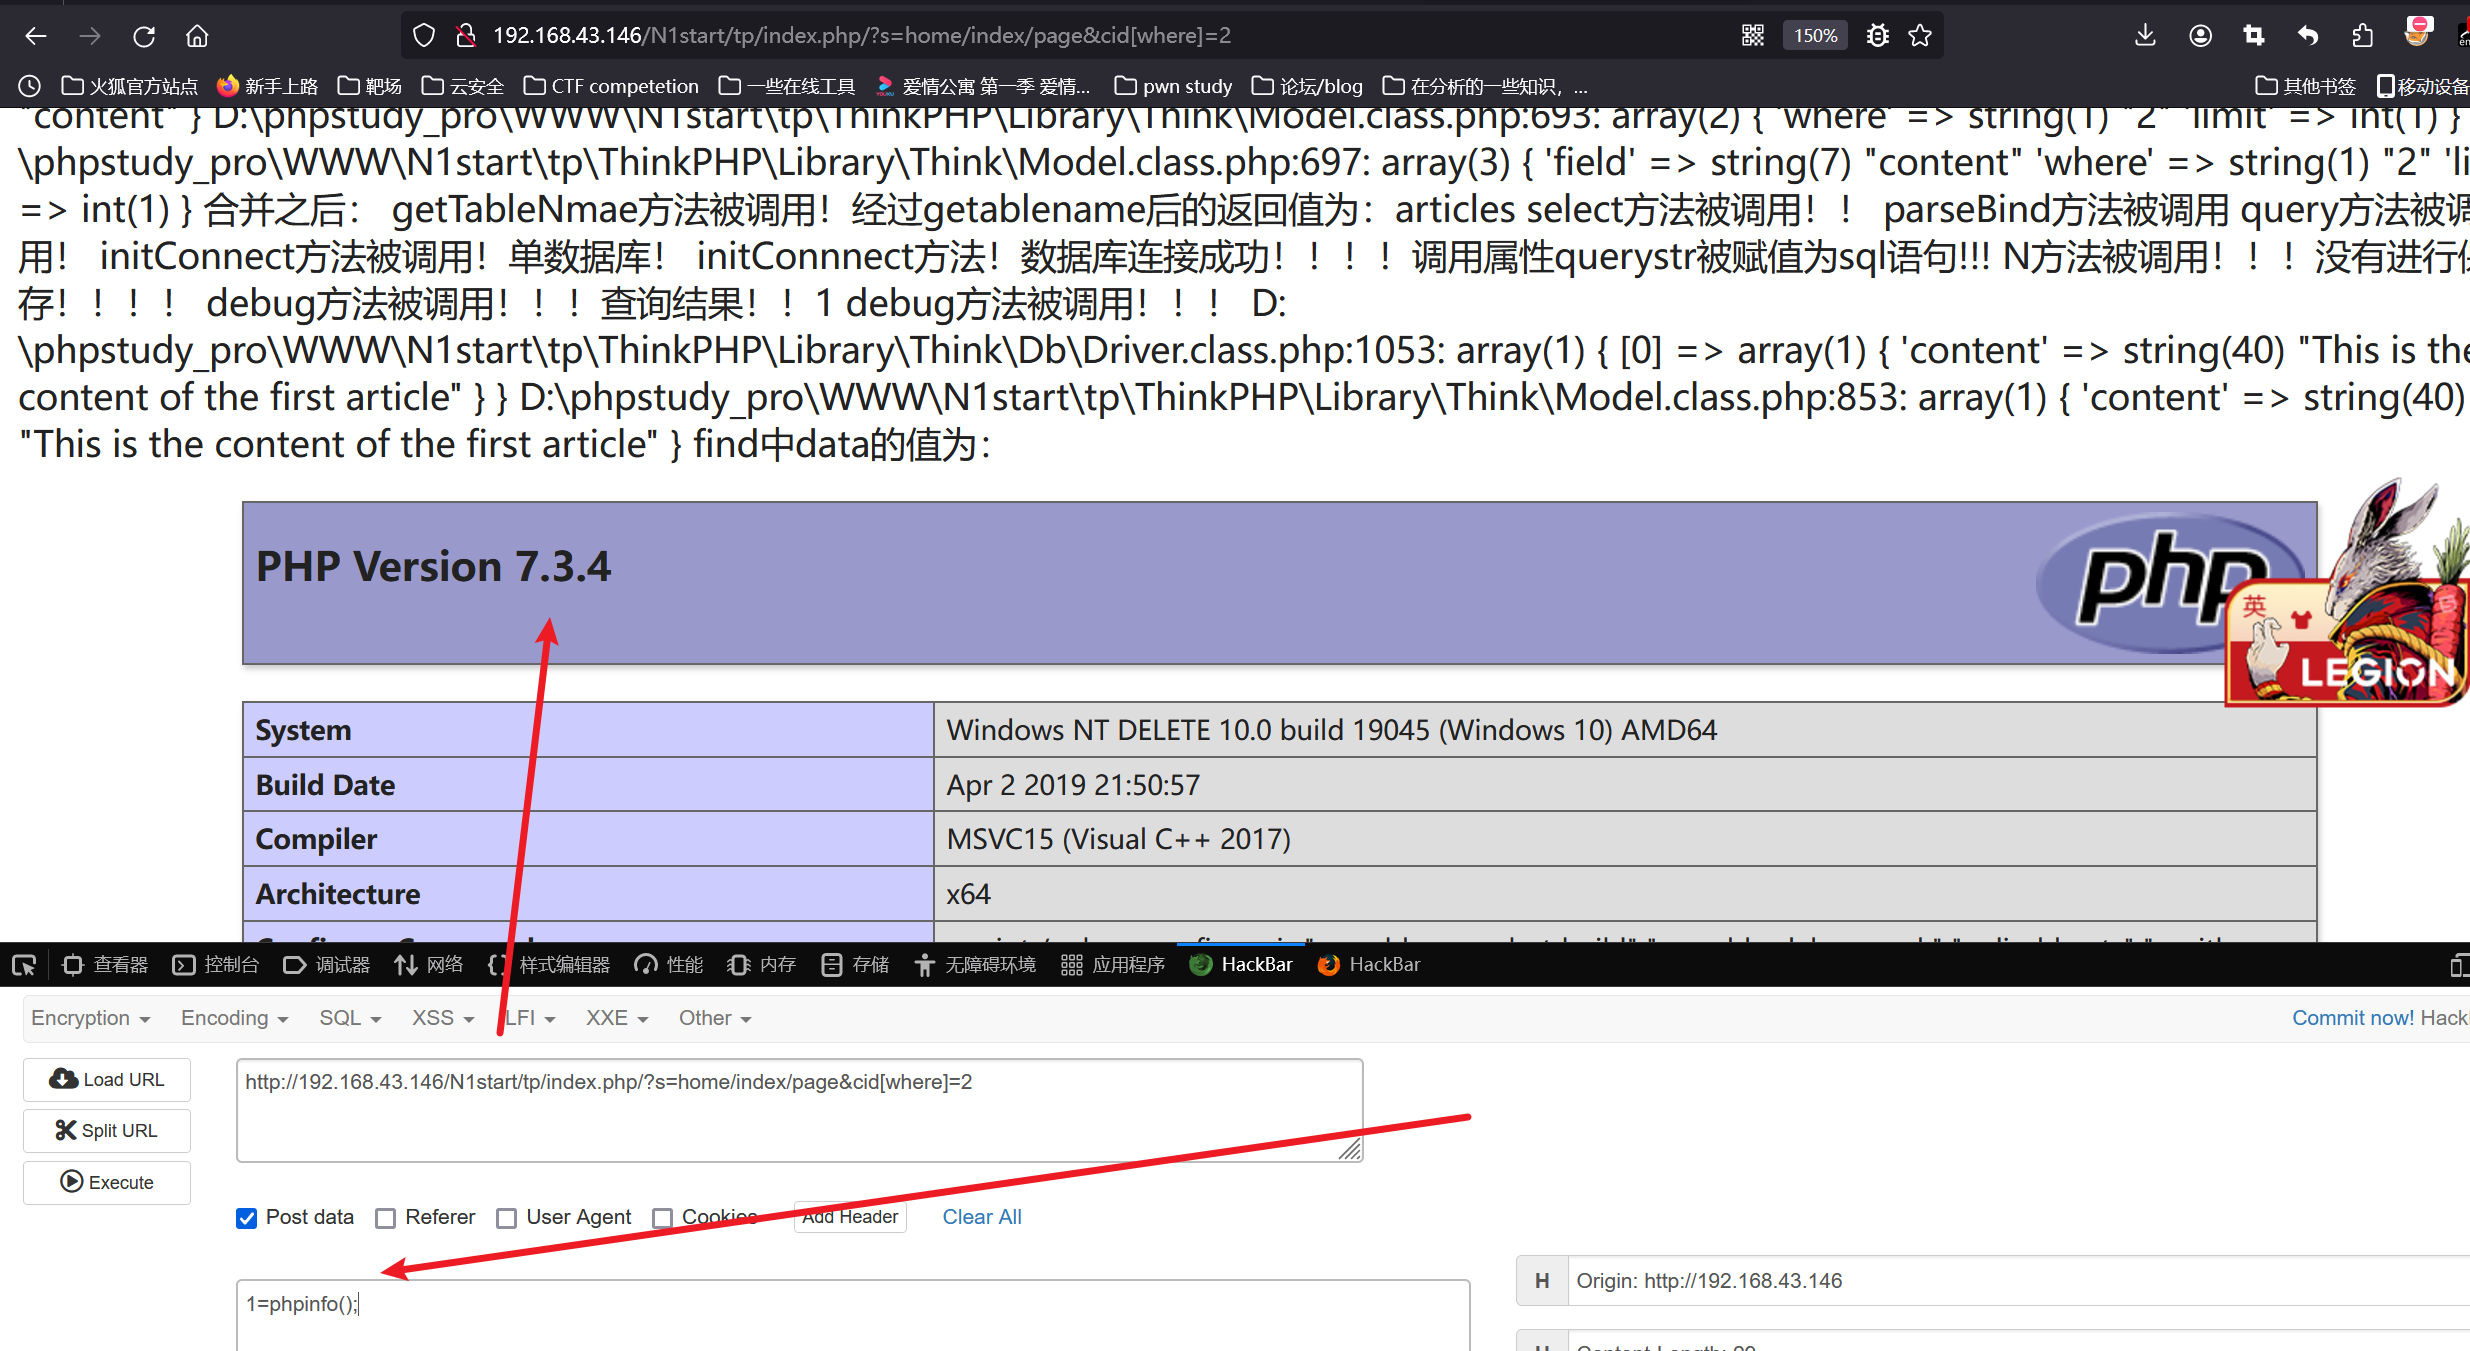 192.168.43.146/N1start/tp/index.php/?s=home/index/page&cid[where]=2
150%
火狐官方站点 新手上路 靶场 云安全 CTF competetion 一些在线工具 爱情公寓 第一季 爱情... pwn study 论坛/blog 在分析的一些知识，... 其他书签 移动设备
"content" } D:\phpstudy_pro\WWW\N1start\tp\ThinkPHP\Library\Think\Model.class.php:693: array(2) { 'where' => string(1) "2" 'limit' => int(1) }
\phpstudy_pro\WWW\N1start\tp\ThinkPHP\Library\Think\Model.class.php:697: array(3) { 'field' => string(7) "content" 'where' => string(1) "2" 'li
=> int(1) } 合并之后： getTableNmae方法被调用！经过getablename后的返回值为：articles select方法被调用！！ parseBind方法被调用 query方法被调
用！ initConnect方法被调用！单数据库！ initConnnect方法！数据库连接成功！！！！调用属性querystr被赋值为sql语句!!! N方法被调用！！！没有进行保
存！！！！ debug方法被调用！！！查询结果！！1 debug方法被调用！！！ D:
\phpstudy_pro\WWW\N1start\tp\ThinkPHP\Library\Think\Db\Driver.class.php:1053: array(1) { [0] => array(1) { 'content' => string(40) "This is the
content of the first article" } } D:\phpstudy_pro\WWW\N1start\tp\ThinkPHP\Library\Think\Model.class.php:853: array(1) { 'content' => string(40)
"This is the content of the first article" } find中data的值为：
PHP Version 7.3.4
php
英
LEGION
System Windows NT DELETE 10.0 build 19045 (Windows 10) AMD64
Build Date Apr 2 2019 21:50:57
Compiler MSVC15 (Visual C++ 2017)
Architecture x64
查看器 控制台 调试器 网络 样式编辑器 性能 内存 存储 无障碍环境 应用程序 HackBar HackBar
Encryption Encoding SQL XSS LFI XXE Other Commit now! Hack
Load URL
http://192.168.43.146/N1start/tp/index.php/?s=home/index/page&cid[where]=2
Split URL
Execute
Post data Referer User Agent Cookies Add Header Clear All
H Origin: http://192.168.43.146
1=phpinfo();